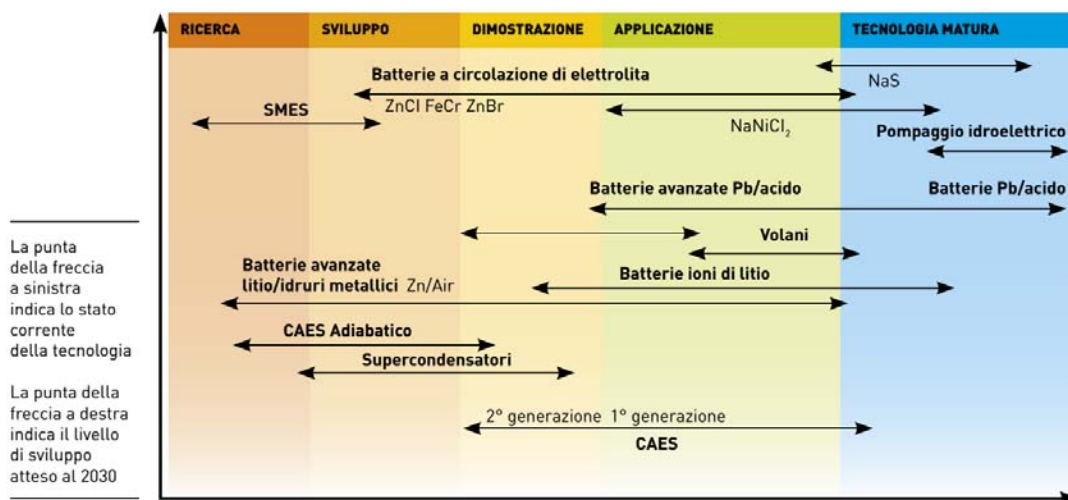 RICERCA
SVILUPPO
DIMOSTRAZIONE
APPLICAZIONE
TECNOLOGIA MATURA
Batterie a circolazione di elettrolita
NaS
SMES
ZnCl FeCr ZnBr
NaNiCl₂
Pompaggio idroelettrico
Batterie avanzate Pb/acido
Batterie Pb/acido
Volani
Batterie avanzate
litio/idruri metallici Zn/Air
Batterie ioni di litio
CAES Adiabatico
Supercondensatori
2° generazione 1° generazione
CAES
La punta
della freccia
a sinistra
indica lo stato
corrente
della tecnologia
La punta della
freccia a destra
indica il livello
di sviluppo
atteso al 2030